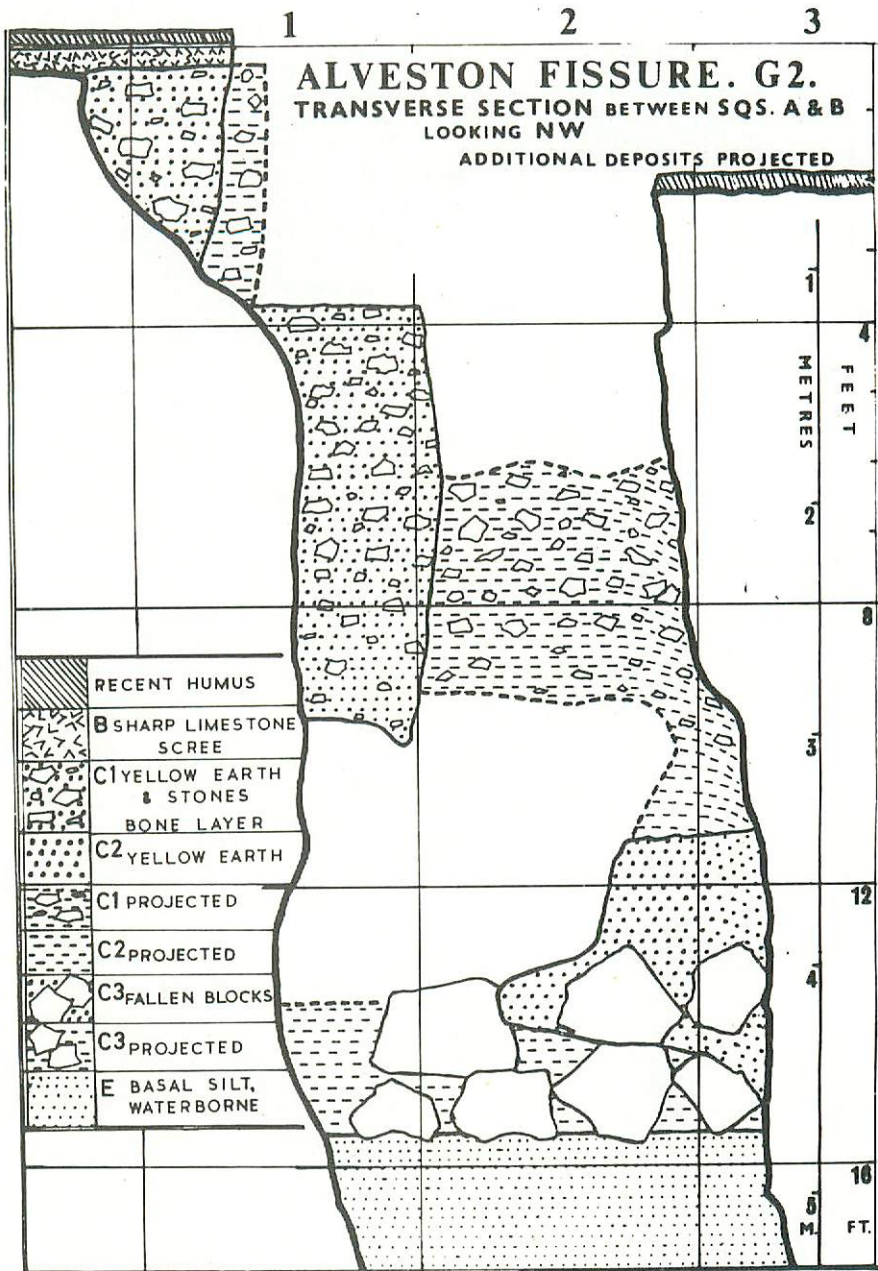 1 2 3
ALVESTON FISSURE. G2.
TRANSVERSE SECTION BETWEEN SQS. A & B
LOOKING NW
ADDITIONAL DEPOSITS PROJECTED
1
4
METRES
FEET
2
8
3
12
4
16
5
M. FT.
RECENT HUMUS
B SHARP LIMESTONE
SCREE
C1 YELLOW EARTH
& STONES
BONE LAYER
C2 YELLOW EARTH
C1 PROJECTED
C2 PROJECTED
C3 FALLEN BLOCKS
C3 PROJECTED
E BASAL SILT,
WATERBORNE